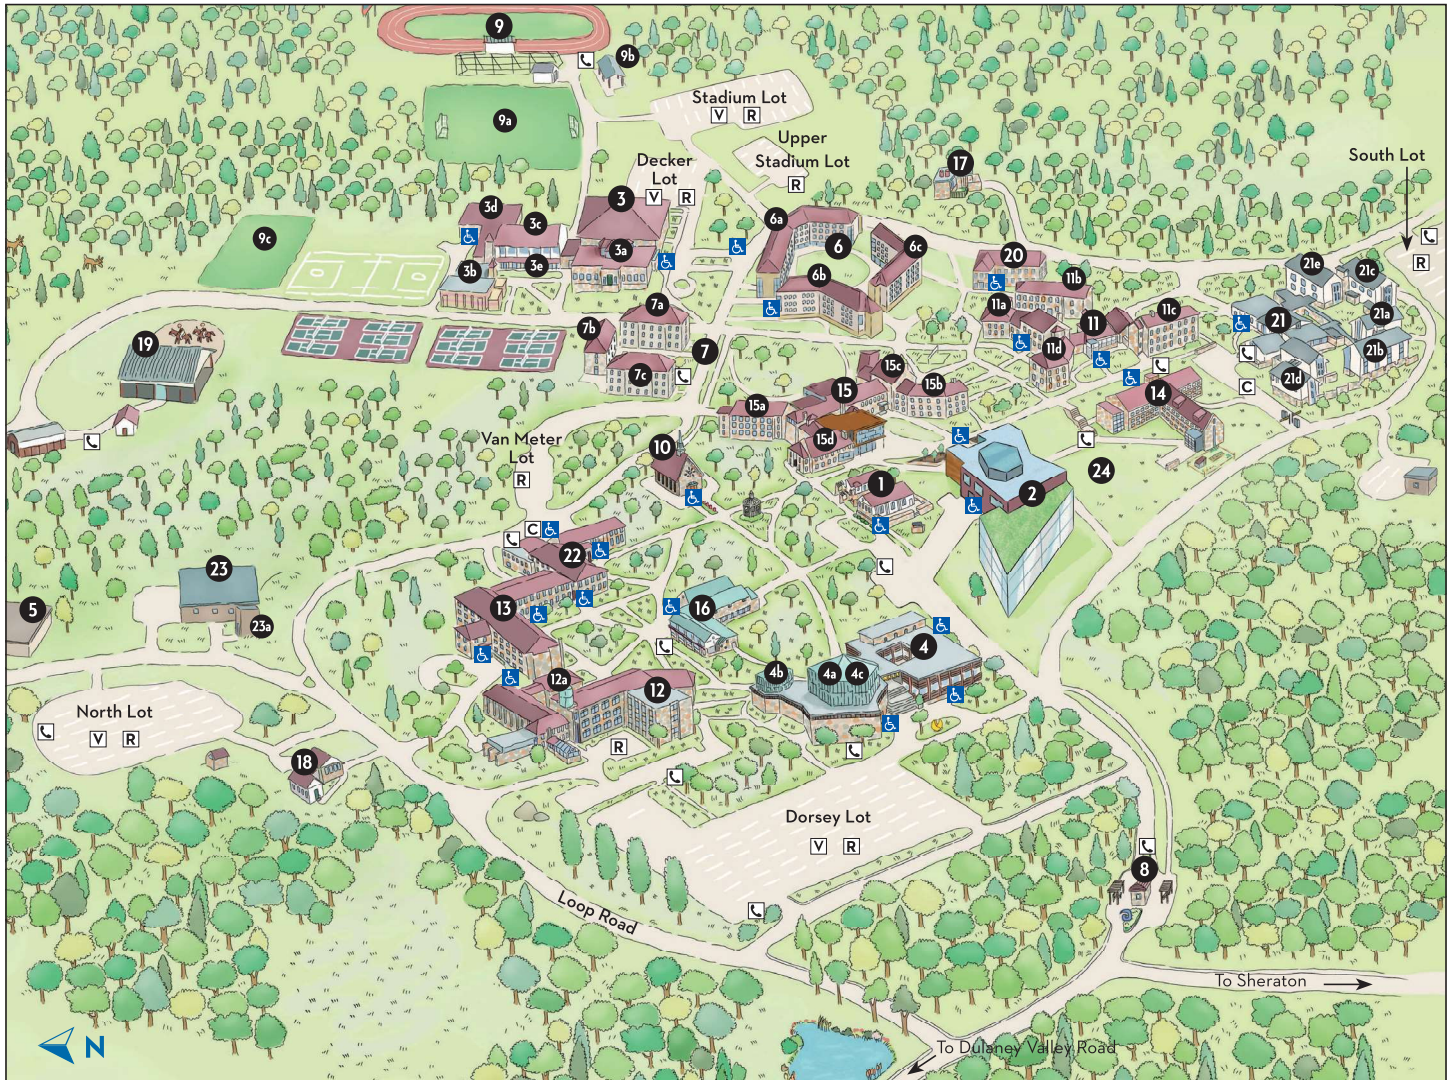 9
9b
9a
Stadium Lot
V R
Upper
Stadium Lot
R
Decker
Lot
V R
17
South Lot
R
3d
3c
3
3a
3e
3b
9c
6a
6
6c
6b
20
11b
11a
11
11c
11d
21e
21c
21
21a
21b
21d
C
7a
7b
7
7c
19
15c
15
15b
15a
15d
14
Van Meter
Lot
R
10
1
2
24
C
22
23
23a
5
13
16
4
4b
4a
4c
12a
12
R
North Lot
V R
18
Dorsey Lot
V R
8
Loop Road
To Sheraton
N
To Dulaney Valley Road